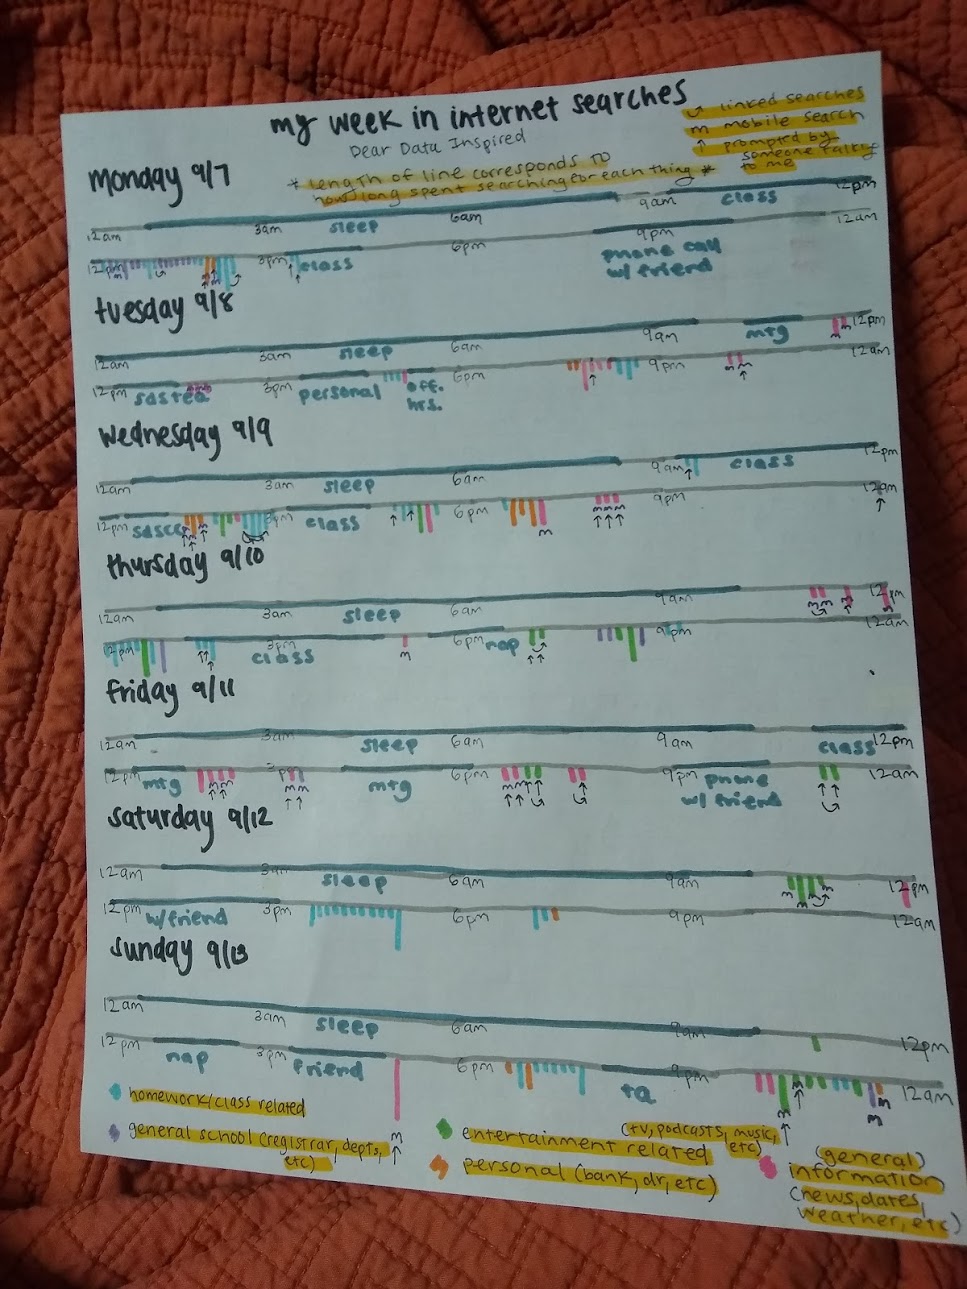 my week in internet searches
Dear Data Inspired
* length of line corresponds to
how long spent searching for each thing *
linked searches
m mobile search
↑ prompted by
someone talking
to me
monday 9/7
12am 3am sleep 6am 9am class 12pm
12pm 3pm class 6pm 9pm 12am
phone call
w/ friend
m m
tuesday 9/8
12am 3am sleep 6am 9am mtg 12pm
m m
12pm 3pm personal off. 6pm 9pm 12am
hrs.
m m
wednesday 9/9
12am 3am sleep 6am 9am class 12pm
12pm 3pm class 6pm 9pm 12am
m m m m
thursday 9/10
12am 3am sleep 6am 9am 12pm
m m m m
12pm 3pm class 6pm nap 9pm 12am
m
friday 9/11
12am 3am sleep 6am 9am class 12pm
12pm mtg 3pm mtg 6pm 9pm phone 12am
w/ friend
m m m m m m
saturday 9/12
12am 3am sleep 6am 9am 12pm
m m m m
12pm w/friend 3pm 6pm 9pm 12am
sunday 9/13
12am 3am sleep 6am 9am 12pm
12pm nap 3pm friend 6pm ta 9pm 12am
m m m
m
homework/class related
general school (registrar, depts,
etc)
entertainment (tv, podcasts, music,
related etc)
personal (bank, dr, etc)
(general)
information
(news, dates,
weather, etc)